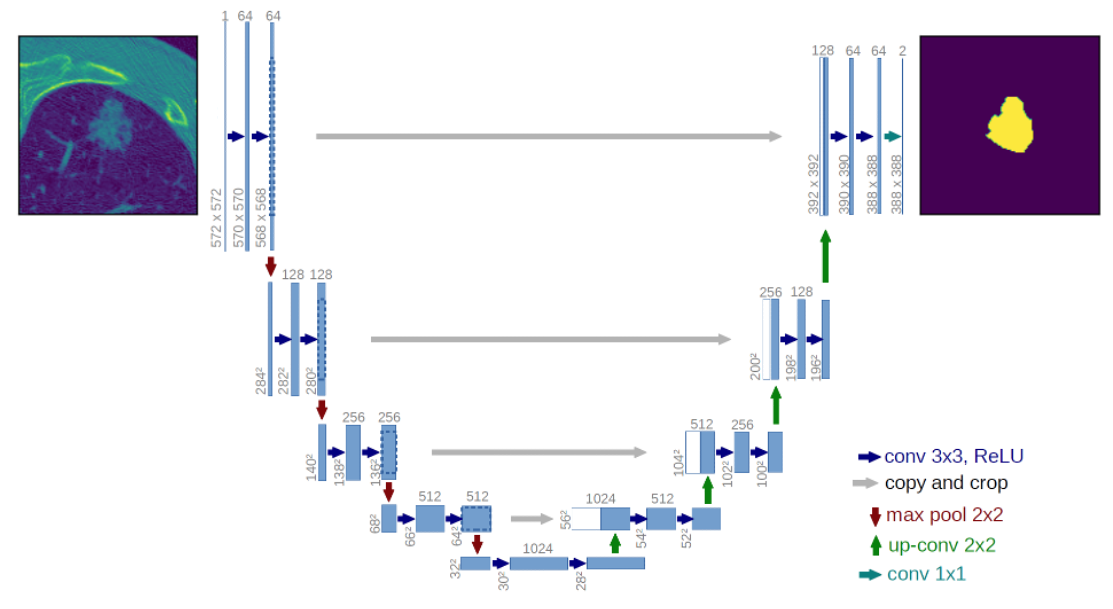 1 64 64
572 x 572
570 x 570
568 x 568
128 64 64 2
392 x 392
390 x 390
388 x 388
388 x 388
128 128
284²
282²
280²
256 128
200²
198²
196²
256 256
140²
138²
136²
512 256
104²
102²
100²
512 512
68²
66²
64²
1024 512
56²
54²
52²
1024
32²
30²
28²
conv 3x3, ReLU
copy and crop
max pool 2x2
up-conv 2x2
conv 1x1